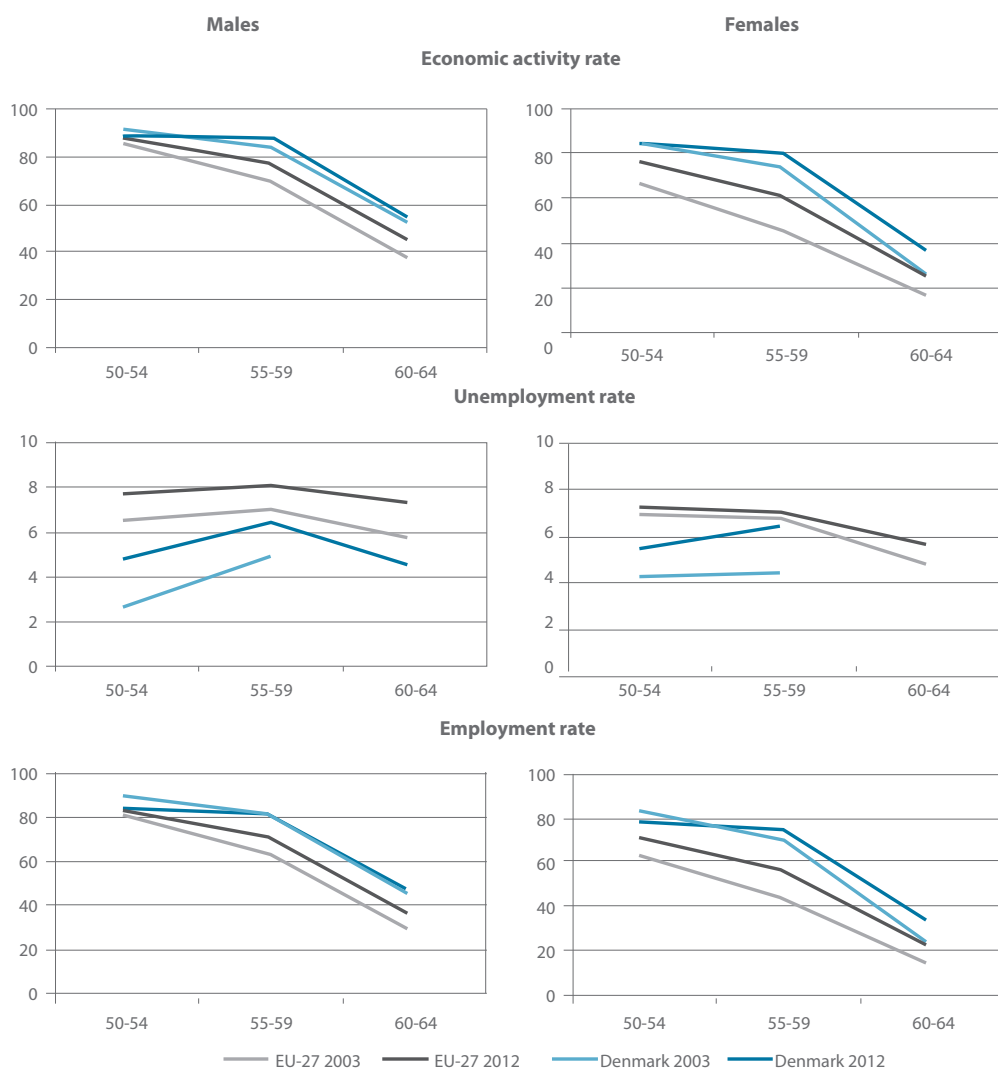 Males Females
Economic activity rate
100 100
80 80
60 60
40 40
20 20
0 0
50-54 55-59 60-64 50-54 55-59 60-64
Unemployment rate
10 10
8 8
6 6
4 4
2 2
0 0
50-54 55-59 60-64 50-54 55-59 60-64
Employment rate
100 100
80 80
60 60
40 40
20 20
0 0
50-54 55-59 60-64 50-54 55-59 60-64
EU-27 2003 EU-27 2012 Denmark 2003 Denmark 2012